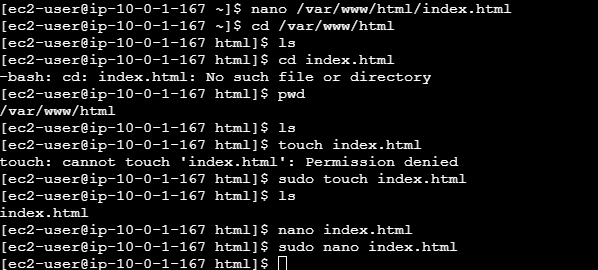 [ec2-user@ip-10-0-1-167 ~]$ nano /var/www/html/index.html
[ec2-user@ip-10-0-1-167 ~]$ cd /var/www/html
[ec2-user@ip-10-0-1-167 html]$ ls
[ec2-user@ip-10-0-1-167 html]$ cd index.html
-bash: cd: index.html: No such file or directory
[ec2-user@ip-10-0-1-167 html]$ pwd
/var/www/html
[ec2-user@ip-10-0-1-167 html]$ ls
[ec2-user@ip-10-0-1-167 html]$ touch index.html
touch: cannot touch 'index.html': Permission denied
[ec2-user@ip-10-0-1-167 html]$ sudo touch index.html
[ec2-user@ip-10-0-1-167 html]$ ls
index.html
[ec2-user@ip-10-0-1-167 html]$ nano index.html
[ec2-user@ip-10-0-1-167 html]$ sudo nano index.html
[ec2-user@ip-10-0-1-167 html]$